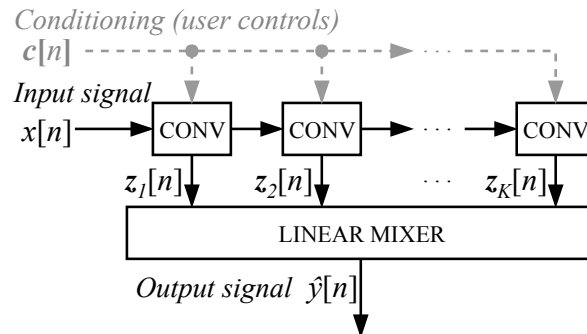 Conditioning (user controls)
c[n]
· · ·
Input signal
x[n]
CONV
CONV
· · ·
CONV
z1[n]
z2[n]
· · ·
zK[n]
LINEAR MIXER
Output signal ŷ[n]